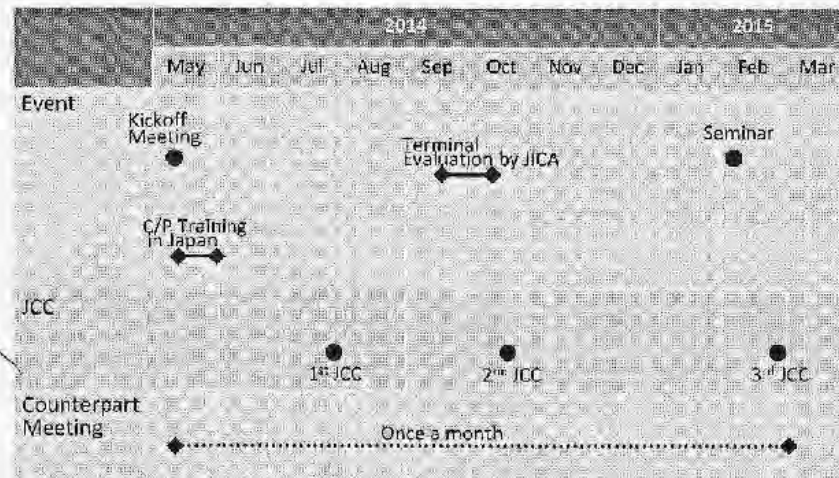 2014 2015
May Jun Jul Aug Sep Oct Nov Dec Jan Feb Mar
Event
Kickoff
Meeting
Terminal
Evaluation by JICA
Seminar
C/P Training
in Japan
JCC
1st JCC 2nd JCC 3rd JCC
Counterpart
Meeting
Once a month